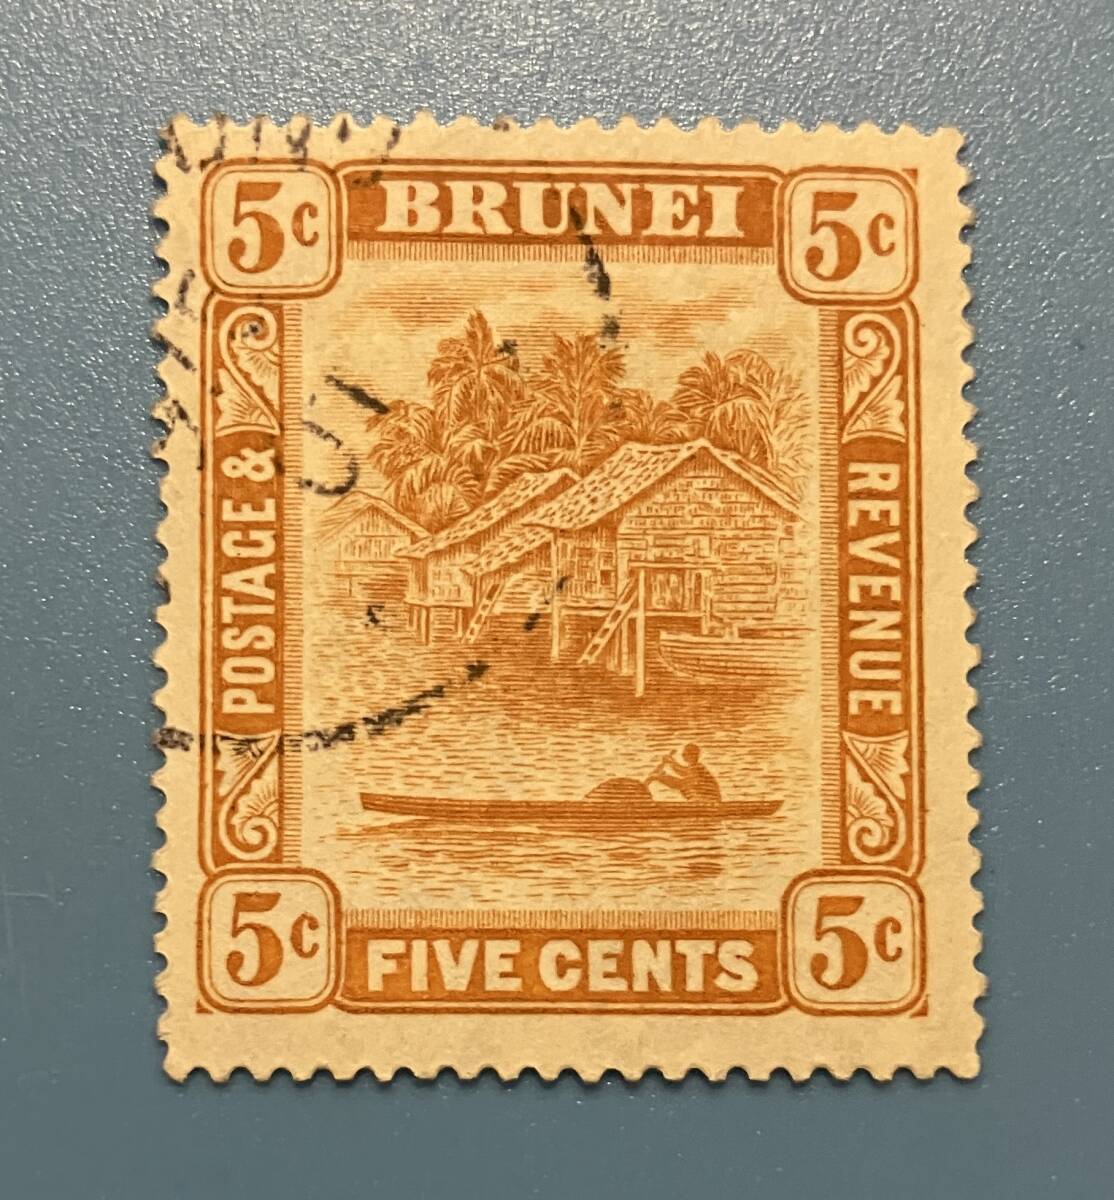 5c BRUNEI 5c
POSTAGE & REVENUE
5c FIVE CENTS 5c